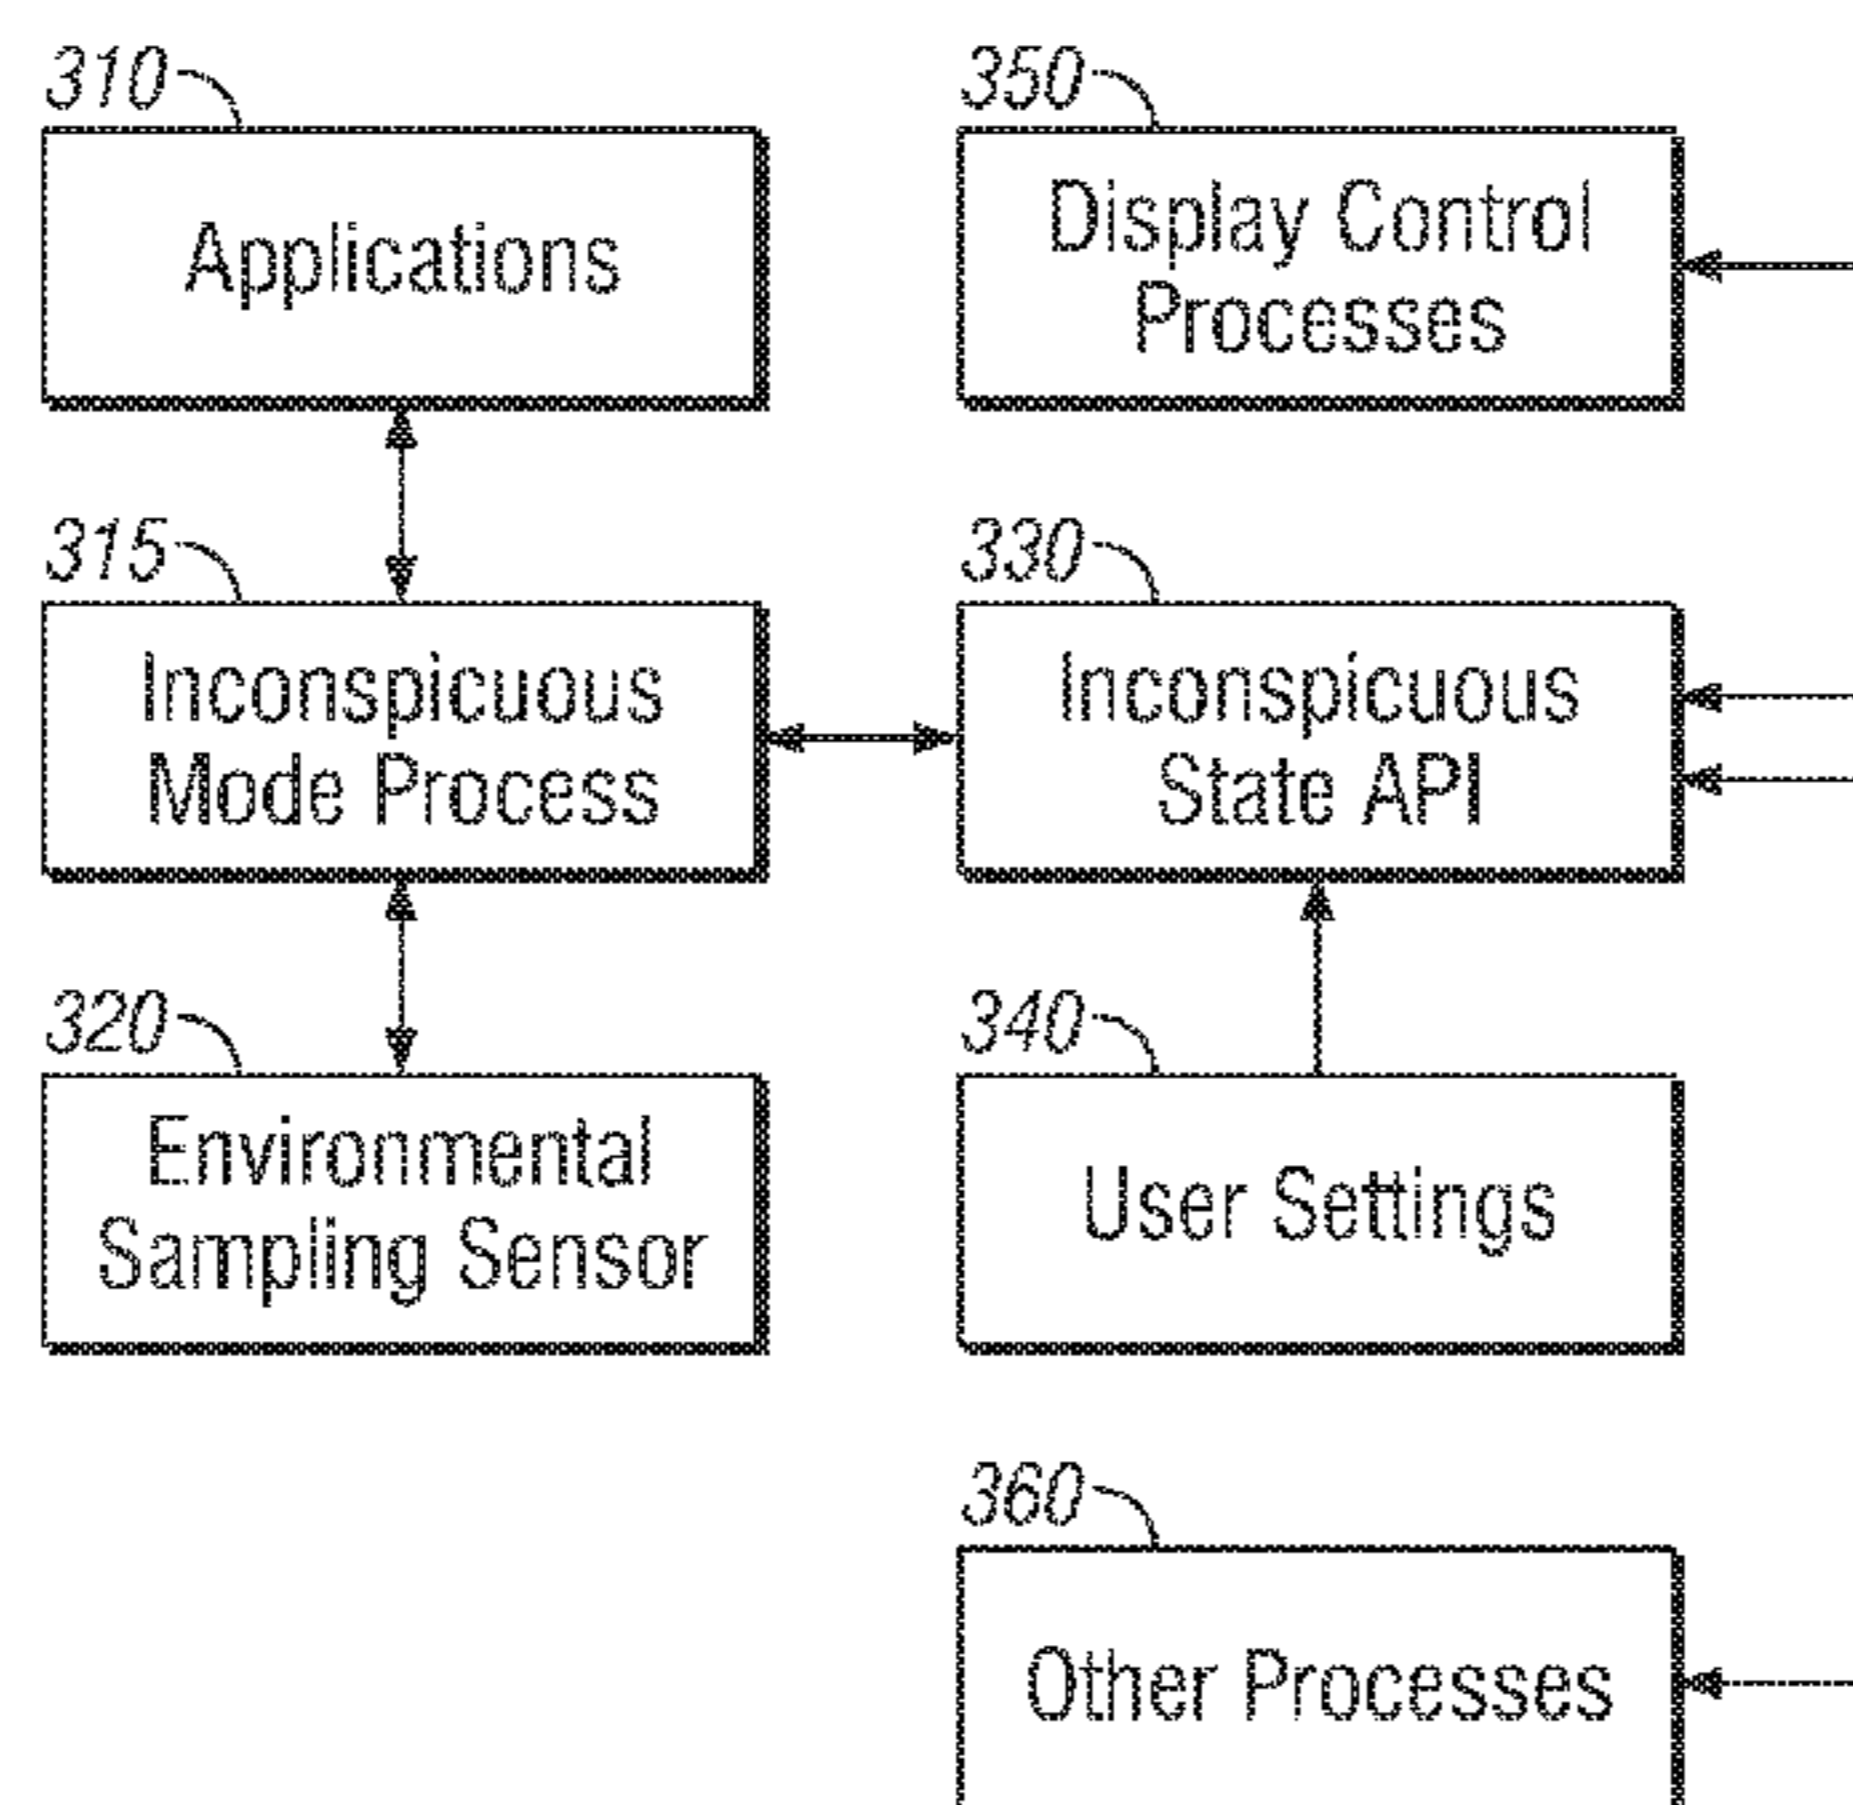 310
Applications
350
Display Control
Processes
315
Inconspicuous
Mode Process
330
Inconspicuous
State API
320
Environmental
Sampling Sensor
340
User Settings
360
Other Processes